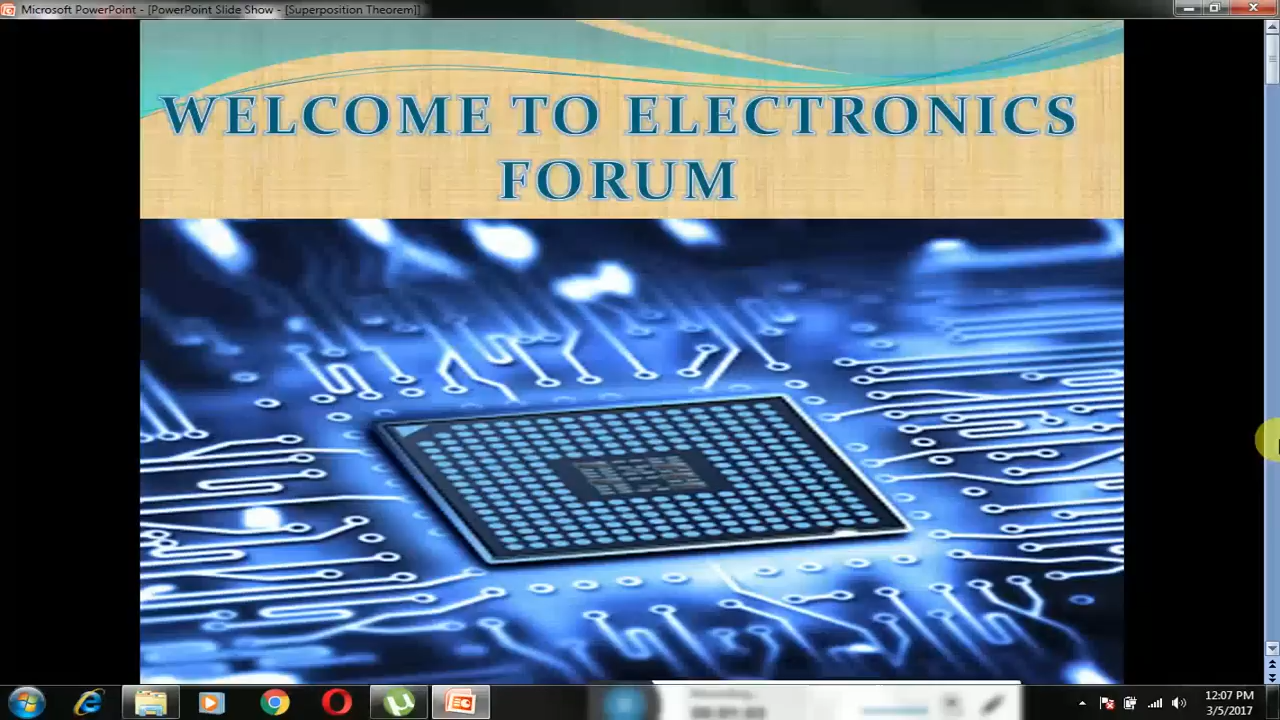 Microsoft PowerPoint - [PowerPoint Slide Show - [Superposition Theorem]]
WELCOME TO ELECTRONICS
FORUM
12:07 PM
3/5/2017